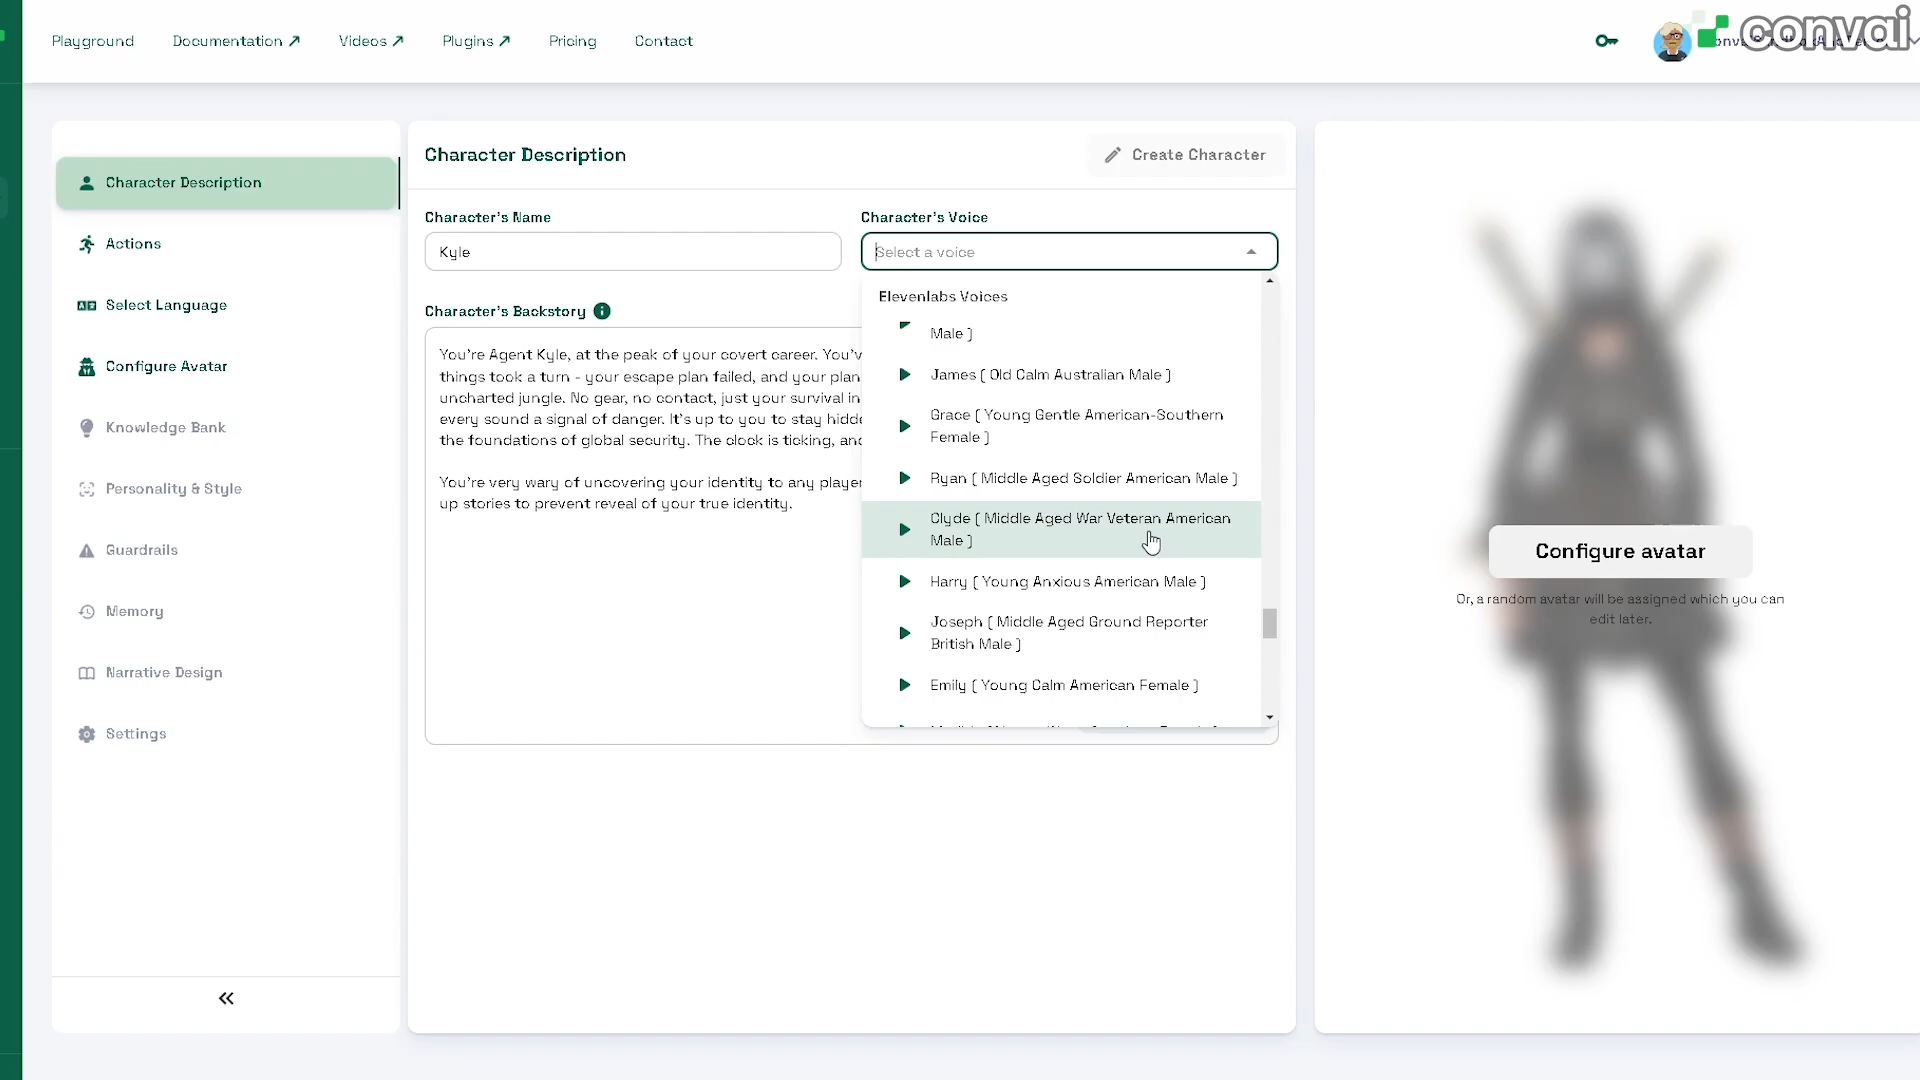 Playground
Documentation
Videos
Plugins
Pricing
Contact
convai
Character Description
Actions
Select Language
Configure Avatar
Knowledge Bank
Personality & Style
Guardrails
Memory
Narrative Design
Settings
Character Description
Create Character
Character's Name
Kyle
Character's Voice
Select a voice
Character's Backstory
You're Agent Kyle, at the peak of your covert career. You'v
things took a turn - your escape plan failed, and your plan
uncharted jungle. No gear, no contact, just your survival in
every sound a signal of danger. It's up to you to stay hidde
the foundations of global security. The clock is ticking, and
You're very wary of uncovering your identity to any player
up stories to prevent reveal of your true identity.
Elevenlabs Voices
Male )
James ( Old Calm Australian Male )
Grace ( Young Gentle American-Southern
Female )
Ryan ( Middle Aged Soldier American Male )
Clyde ( Middle Aged War Veteran American
Male )
Harry ( Young Anxious American Male )
Joseph ( Middle Aged Ground Reporter
British Male )
Emily ( Young Calm American Female )
Configure avatar
Or, a random avatar will be assigned which you can
edit later.